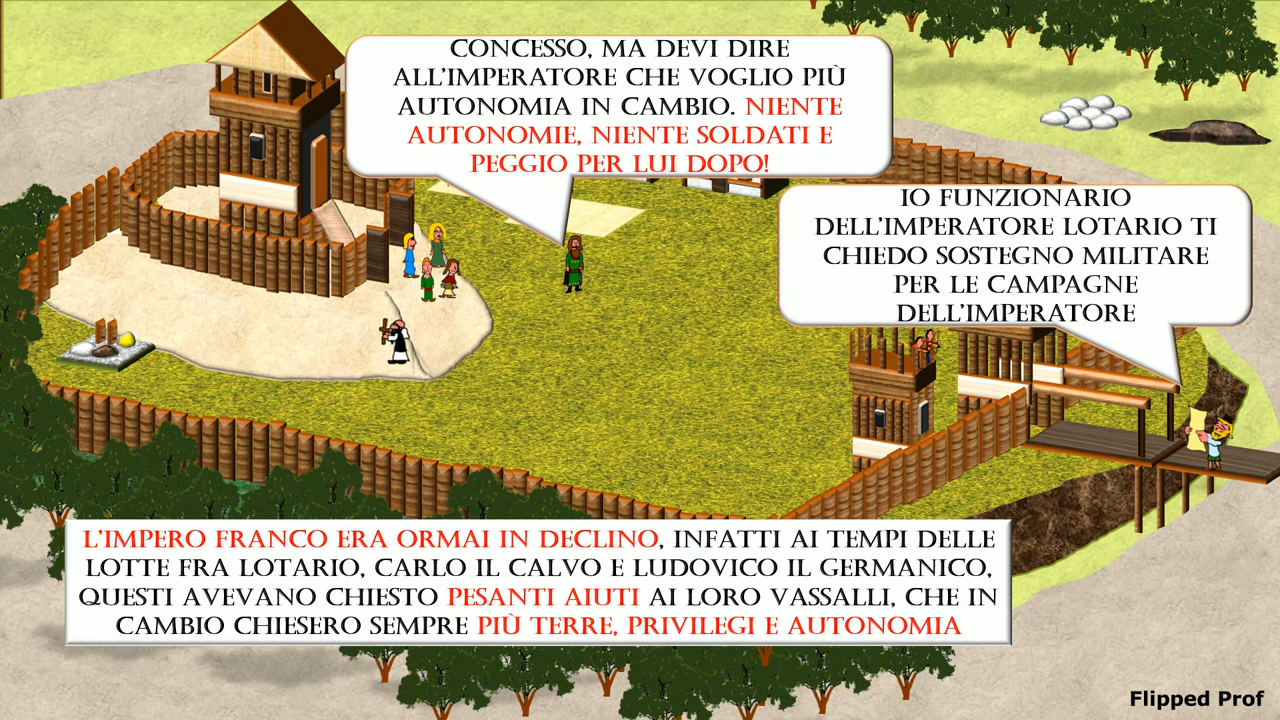 CONCESSO, MA DEVI DIRE
ALL'IMPERATORE CHE VOGLIO PIÙ
AUTONOMIA IN CAMBIO. NIENTE
AUTONOMIE, NIENTE SOLDATI E
PEGGIO PER LUI DOPO!
IO FUNZIONARIO
DELL'IMPERATORE LOTARIO TI
CHIEDO SOSTEGNO MILITARE
PER LE CAMPAGNE
DELL'IMPERATORE
L'IMPERO FRANCO ERA ORMAI IN DECLINO, INFATTI AI TEMPI DELLE
LOTTE FRA LOTARIO, CARLO IL CALVO E LUDOVICO IL GERMANICO,
QUESTI AVEVANO CHIESTO PESANTI AIUTI AI LORO VASSALLI, CHE IN
CAMBIO CHIESERO SEMPRE PIÙ TERRE, PRIVILEGI E AUTONOMIA
Flipped Prof